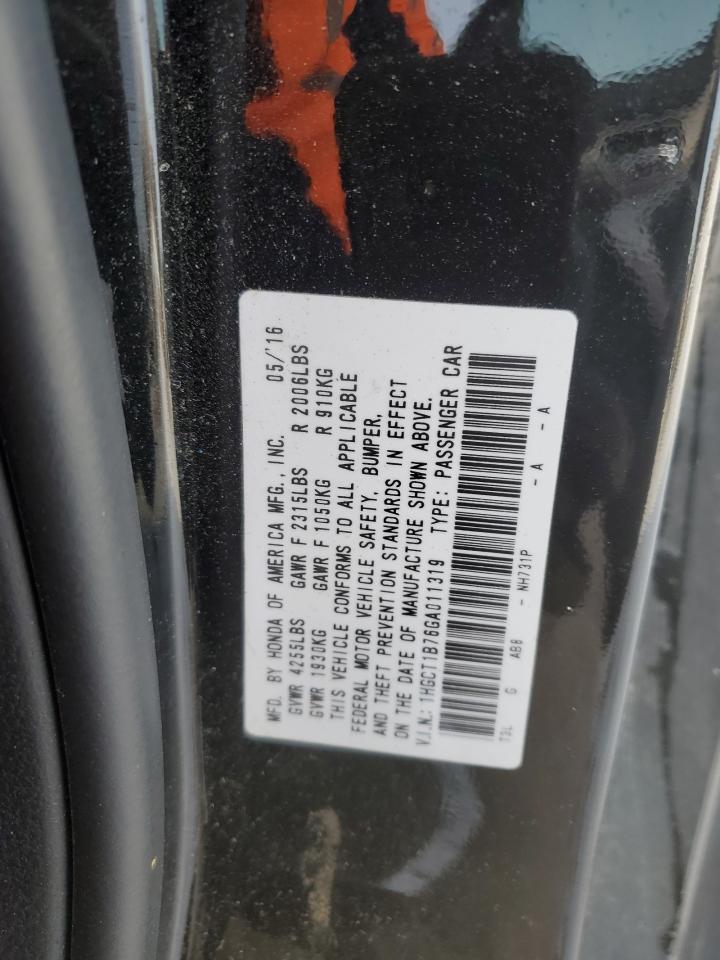 MFD. BY HONDA OF AMERICA MFG., INC. 05/'16
GVWR 4255LBS GAWR F 2315LBS R 2006LBS
GVWR 1930KG GAWR F 1050KG R 910KG
THIS VEHICLE CONFORMS TO ALL APPLICABLE
FEDERAL MOTOR VEHICLE SAFETY, BUMPER,
AND THEFT PREVENTION STANDARDS IN EFFECT
ON THE DATE OF MANUFACTURE SHOWN ABOVE.
V.I.N.: 1HGCT1B76GA011319 TYPE: PASSENGER CAR
T3L G AB8 - NH731P - A - A